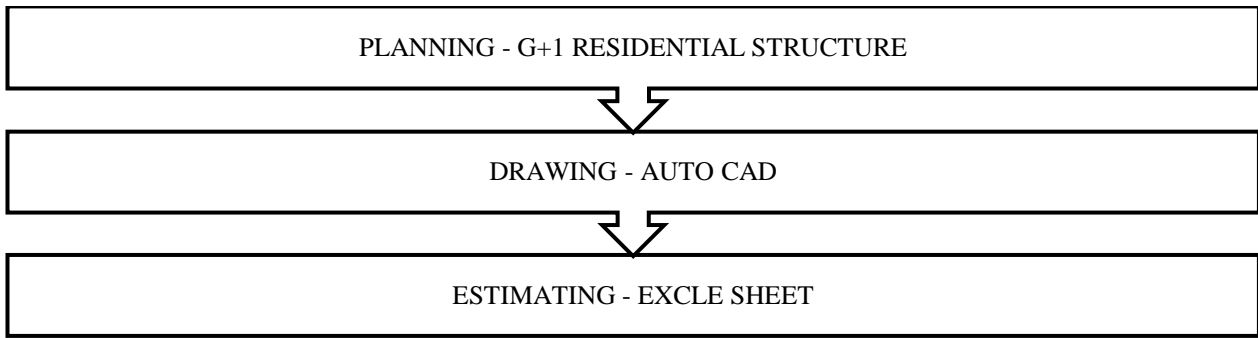 PLANNING - G+1 RESIDENTIAL STRUCTURE
DRAWING - AUTO CAD
ESTIMATING - EXCLE SHEET